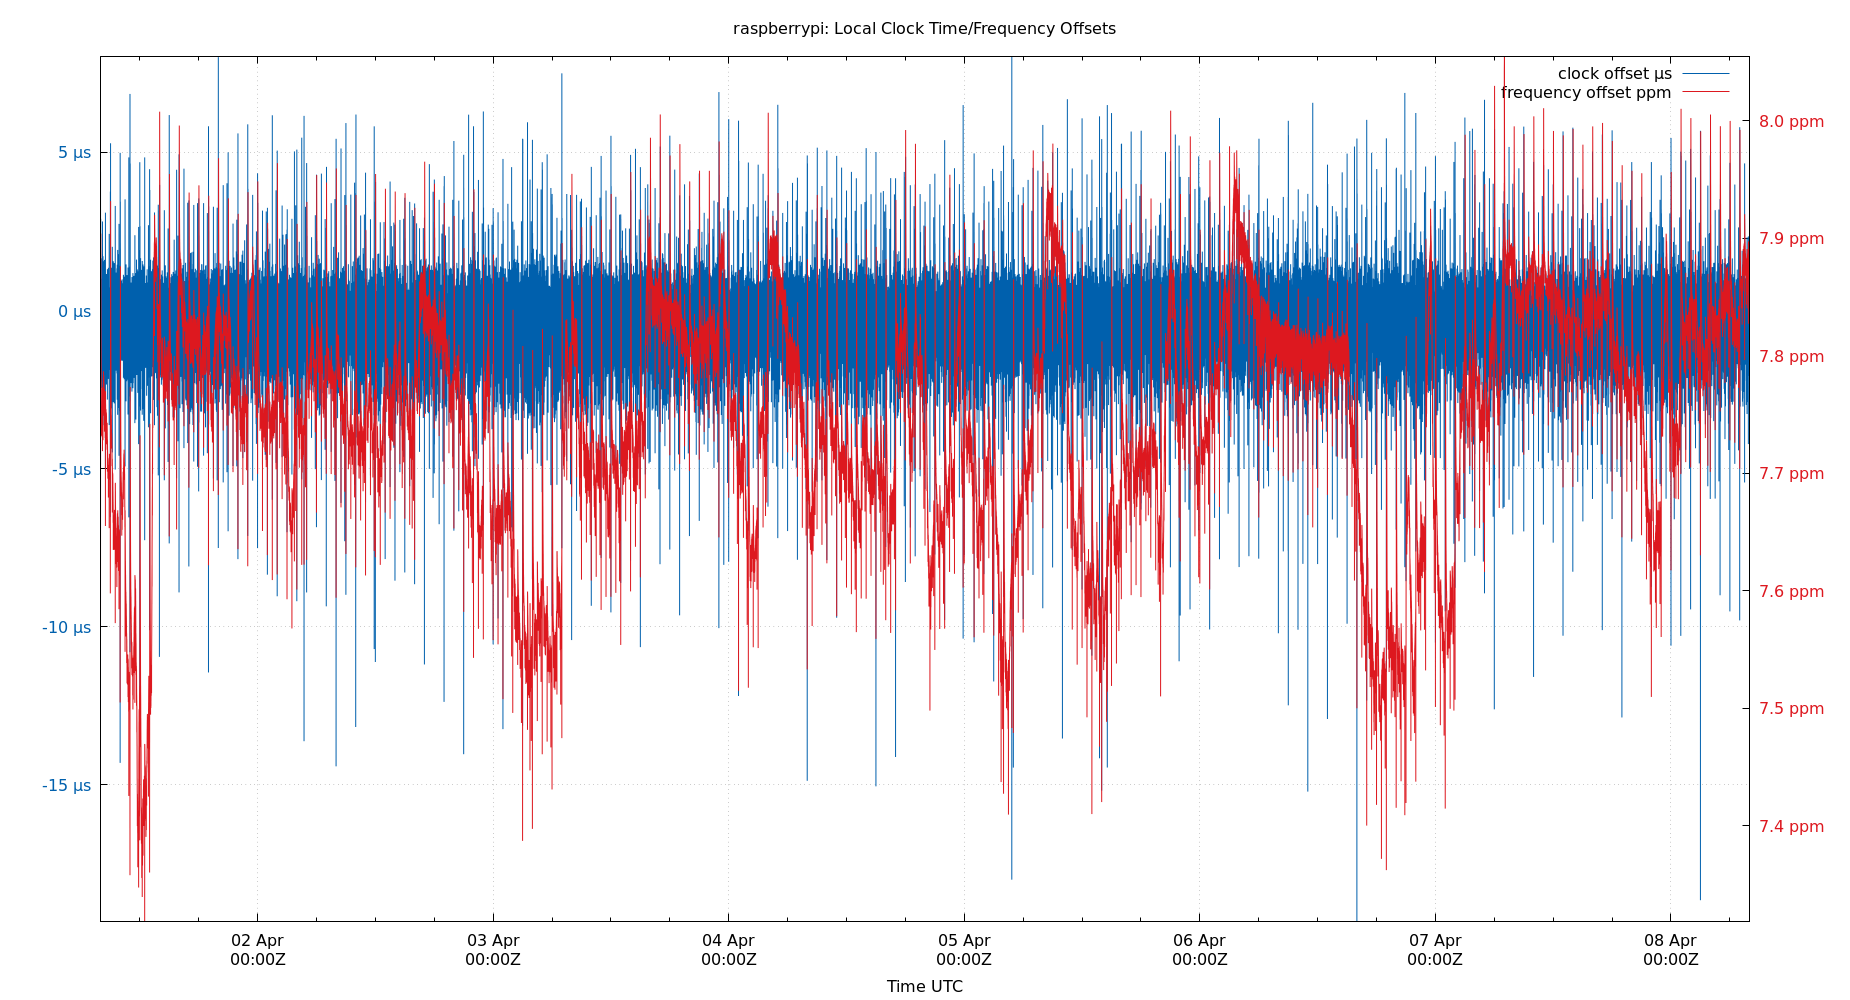 raspberrypi: Local Clock Time/Frequency Offsets
clock offset µs
frequency offset ppm
5 µs
0 µs
-5 µs
-10 µs
-15 µs
8.0 ppm
7.9 ppm
7.8 ppm
7.7 ppm
7.6 ppm
7.5 ppm
7.4 ppm
02 Apr
00:00Z
03 Apr
00:00Z
04 Apr
00:00Z
05 Apr
00:00Z
06 Apr
00:00Z
07 Apr
00:00Z
08 Apr
00:00Z
Time UTC